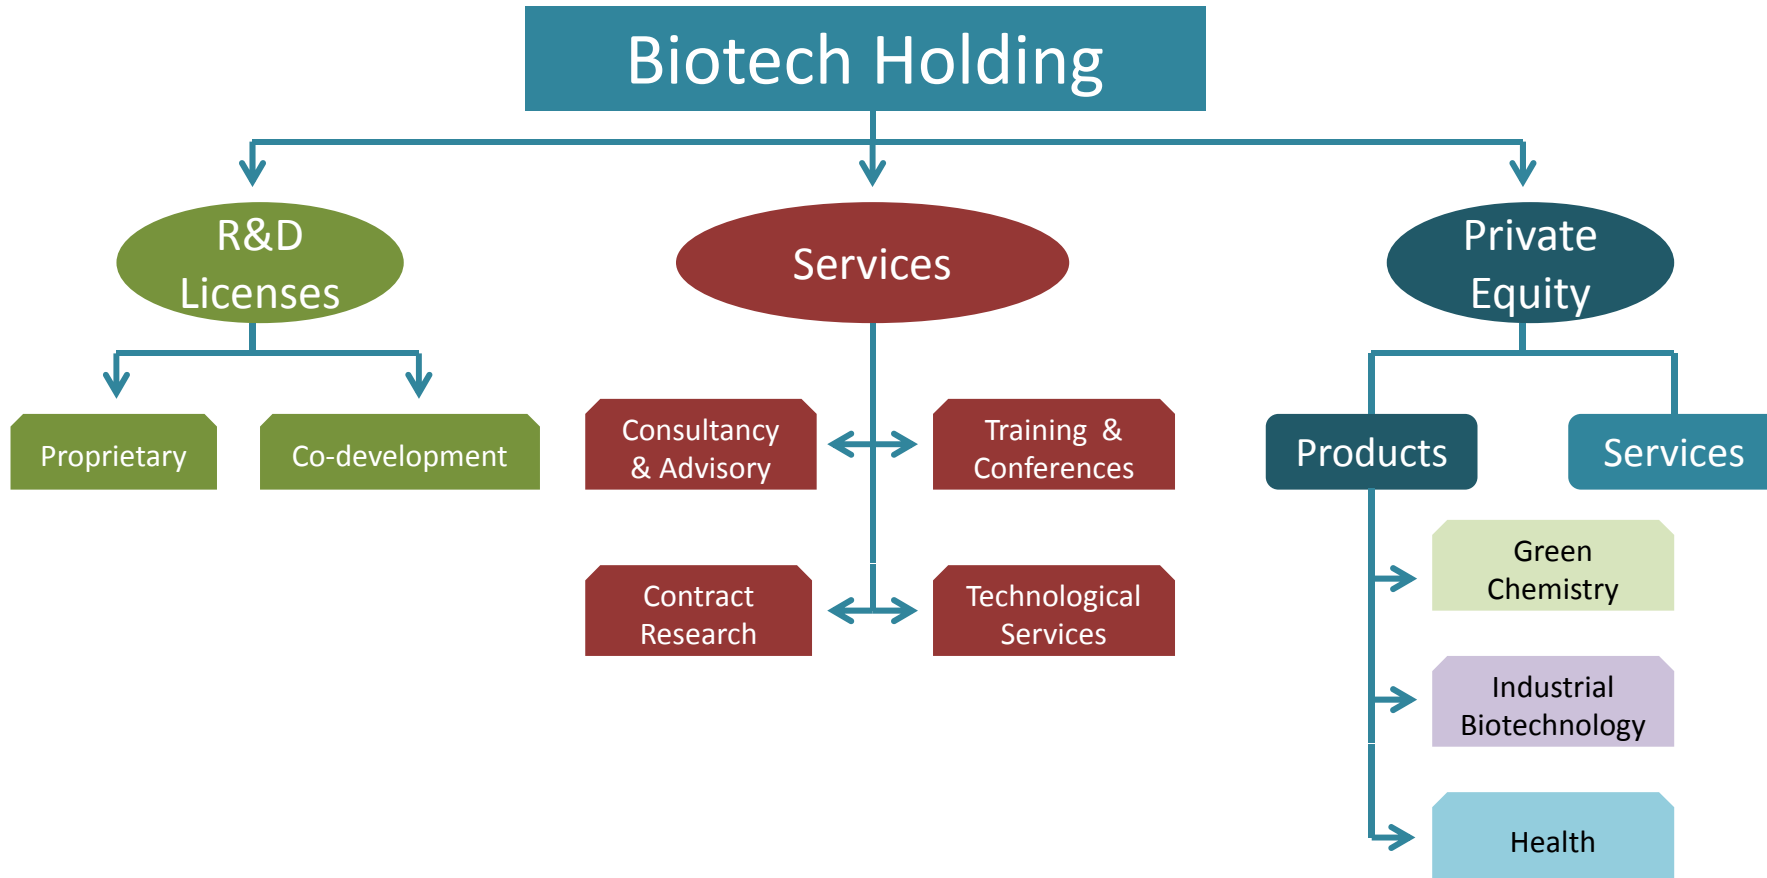 Biotech Holding
R&D
Licenses
Services
Private
Equity
Proprietary
Co-development
Consultancy
& Advisory
Training &
Conferences
Contract
Research
Technological
Services
Products
Services
Green
Chemistry
Industrial
Biotechnology
Health